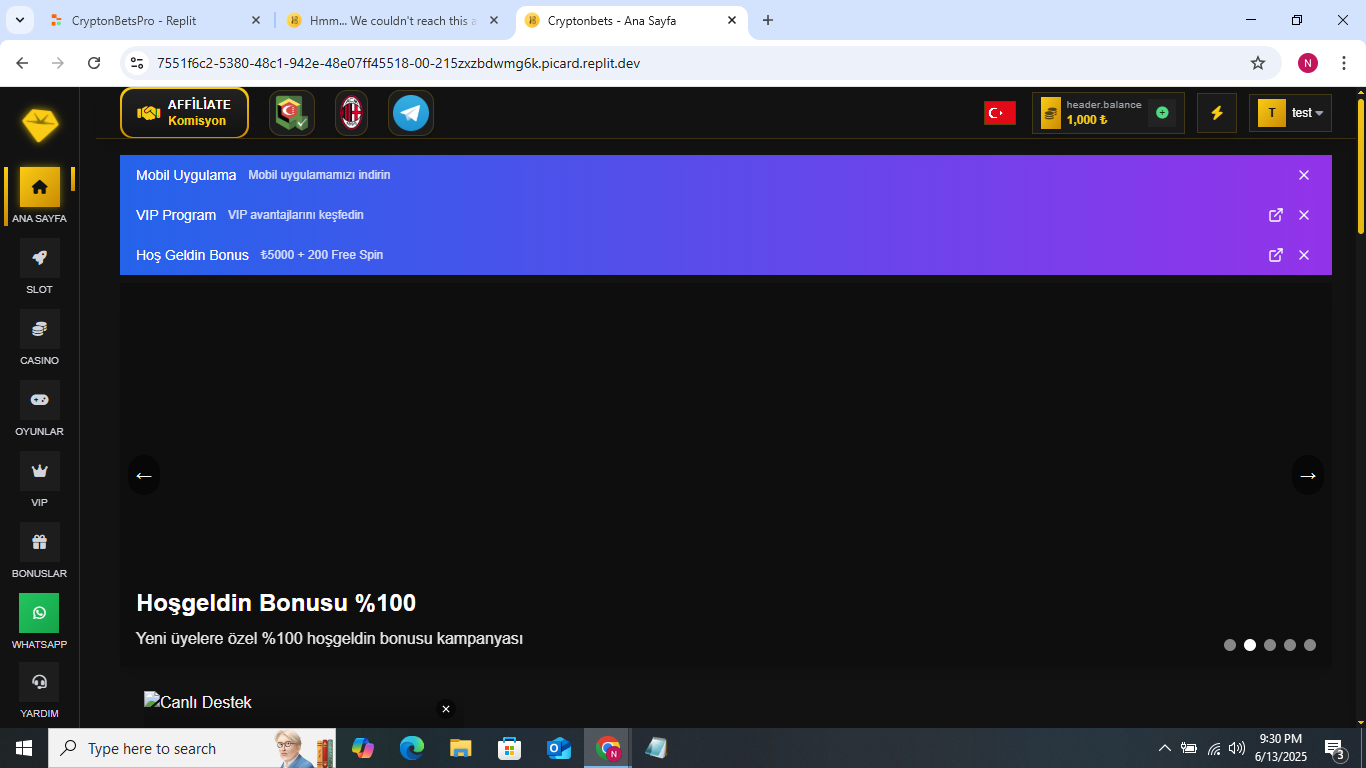 CryptonBetsPro - Replit
Hmm... We couldn't reach this a
Cryptonbets - Ana Sayfa
7551f6c2-5380-48c1-942e-48e07ff45518-00-215zxzbdwmg6k.picard.replit.dev
N
AFFİLİATE
Komisyon
header.balance
1,000 ₺
T
test
Mobil Uygulama Mobil uygulamamızı indirin
VIP Program VIP avantajlarını keşfedin
Hoş Geldin Bonus ₺5000 + 200 Free Spin
ANA SAYFA
SLOT
CASINO
OYUNLAR
VIP
BONUSLAR
WHATSAPP
YARDIM
Hoşgeldin Bonusu %100
Yeni üyelere özel %100 hoşgeldin bonusu kampanyası
Canlı Destek
Type here to search
N
9:30 PM
6/13/2025
3